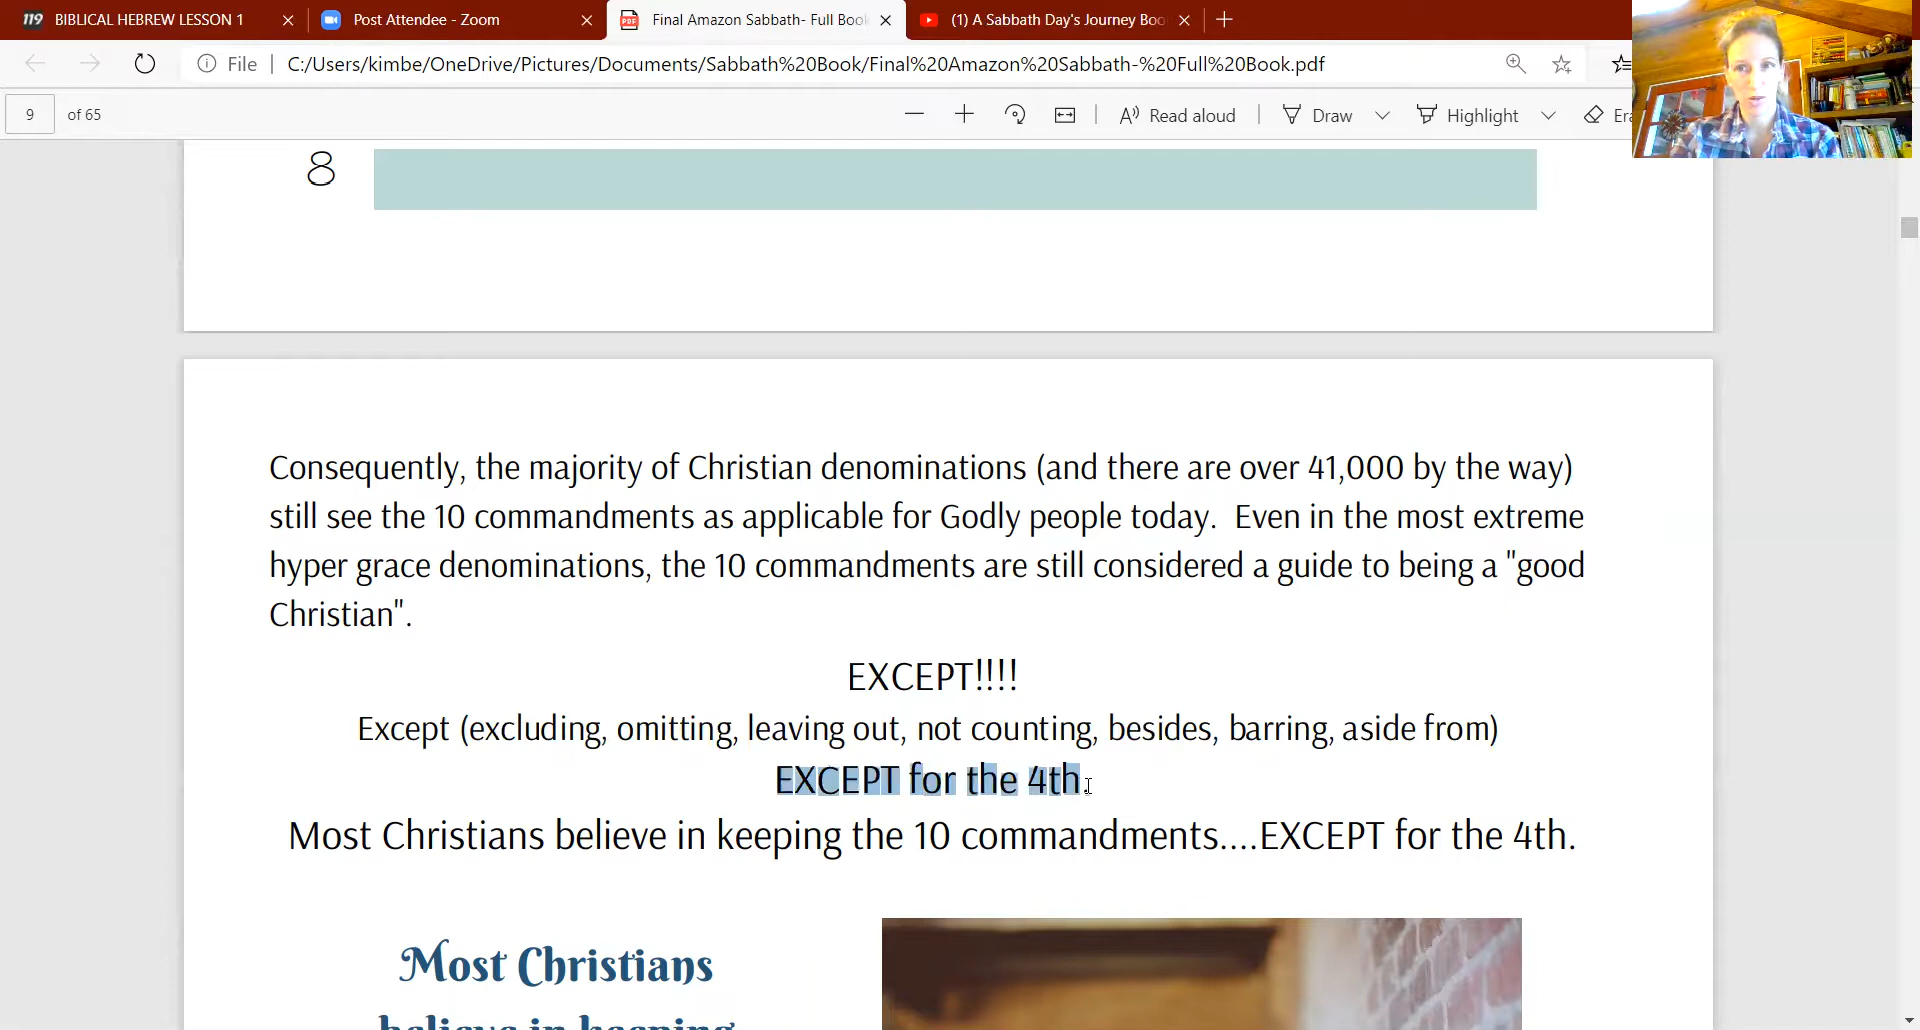 119 BIBLICAL HEBREW LESSON 1
Post Attendee - Zoom
PDF Final Amazon Sabbath- Full Book
(1) A Sabbath Day's Journey Boo
File C:/Users/kimbe/OneDrive/Pictures/Documents/Sabbath%20Book/Final%20Amazon%20Sabbath-%20Full%20Book.pdf
9 of 65 Read aloud Draw Highlight Era
8
Consequently, the majority of Christian denominations (and there are over 41,000 by the way)
still see the 10 commandments as applicable for Godly people today. Even in the most extreme
hyper grace denominations, the 10 commandments are still considered a guide to being a "good
Christian".
EXCEPT!!!!
Except (excluding, omitting, leaving out, not counting, besides, barring, aside from)
EXCEPT for the 4th.
Most Christians believe in keeping the 10 commandments....EXCEPT for the 4th.
Most Christians
believe in keeping